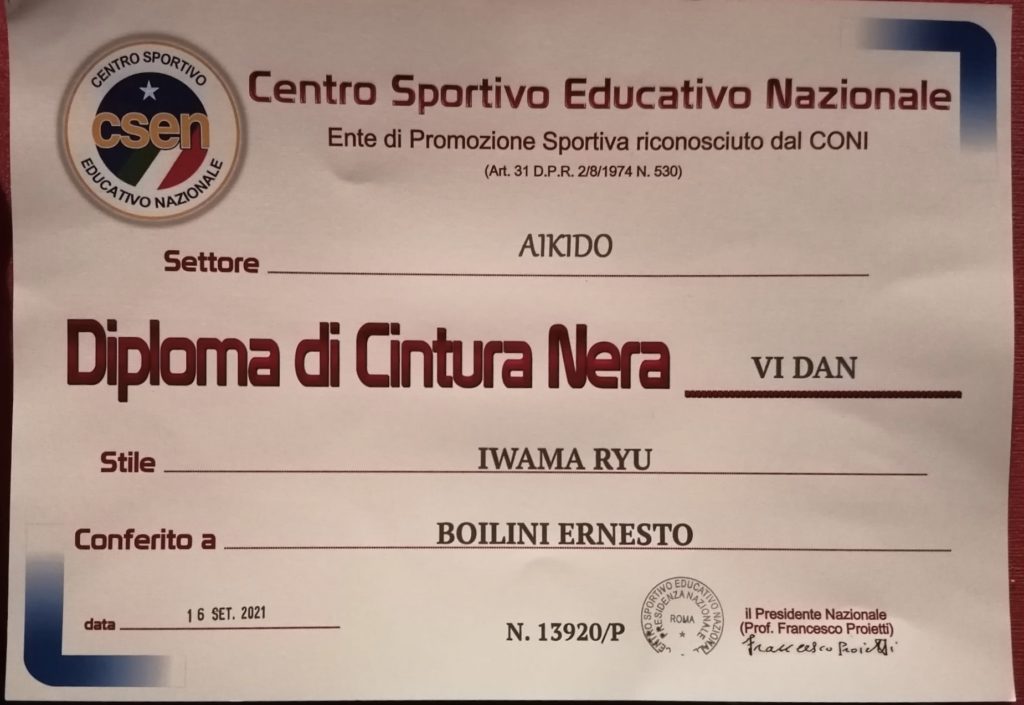 CENTRO SPORTIVO
csen
EDUCATIVO NAZIONALE
Centro Sportivo Educativo Nazionale
Ente di Promozione Sportiva riconosciuto dal CONI
(Art. 31 D.P.R. 2/8/1974 N. 530)
Settore AIKIDO
Diploma di Cintura Nera VI DAN
Stile IWAMA RYU
Conferito a BOILINI ERNESTO
data 16 SET. 2021
N. 13920/P
CENTRO SPORTIVO EDUCATIVO NAZIONALE
PRESIDENZA NAZIONALE
ROMA
il Presidente Nazionale
(Prof. Francesco Proietti)
Francesco Proietti